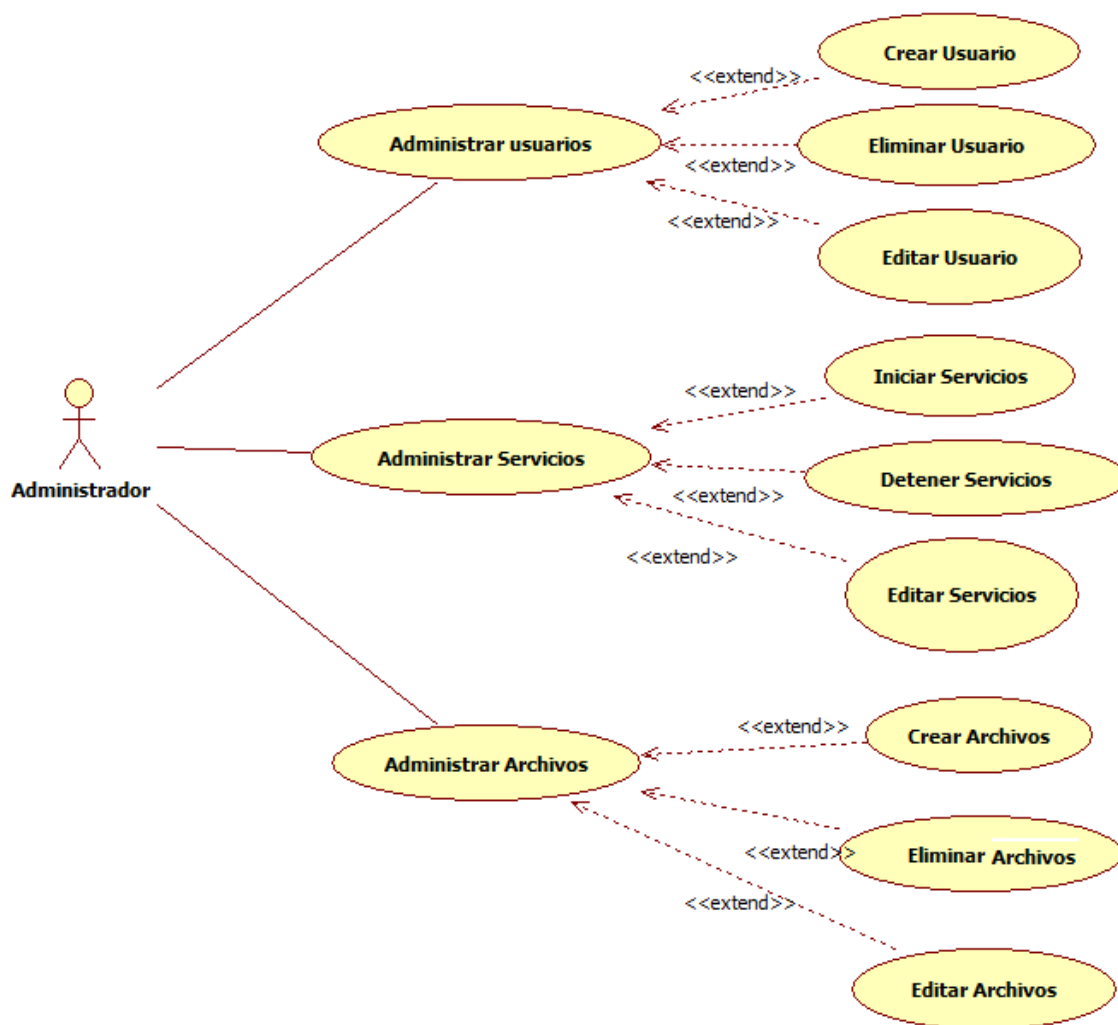 Crear Usuario
<<extend>>
Administrar usuarios
Eliminar Usuario
<<extend>>
<<extend>>
Editar Usuario
Iniciar Servicios
<<extend>>
Administrar Servicios
Detener Servicios
<<extend>>
Administrador
<<extend>>
Editar Servicios
<<extend>>
Crear Archivos
Administrar Archivos
<<extend>>
Eliminar Archivos
<<extend>>
Editar Archivos